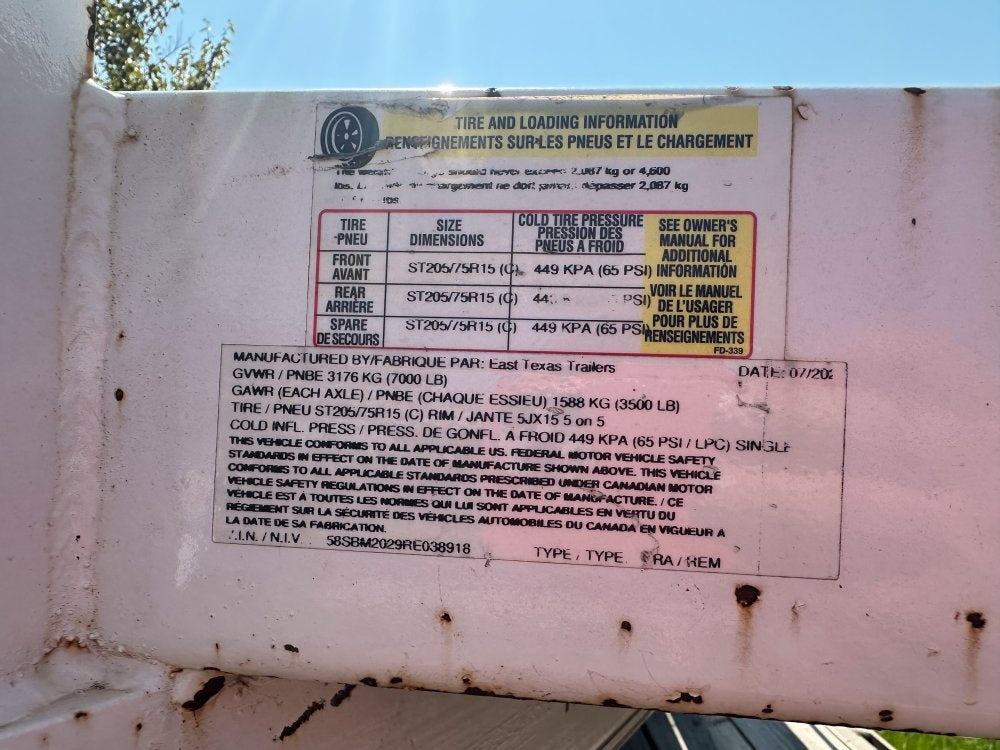 TIRE AND LOADING INFORMATION
RENSEIGNEMENTS SUR LES PNEUS ET LE CHARGEMENT
should never exceed 2,087 kg or 4,600
lbs. ne doit jamais dépasser 2,087 kg
lbs
TIRE SIZE COLD TIRE PRESSURE
PNEU DIMENSIONS PRESSION DES
PNEUS A FROID
FRONT
AVANT ST205/75R15 (C) 449 KPA (65 PSI)
REAR
ARRIÈRE ST205/75R15 (C) PSI)
SPARE
DE SECOURS ST205/75R15 (C) 449 KPA (65 PSI)
SEE OWNER'S
MANUAL FOR
ADDITIONAL
INFORMATION
VOIR LE MANUEL
DE L'USAGER
POUR PLUS DE
RENSEIGNEMENTS
FD-339
MANUFACTURED BY/FABRIQUE PAR: East Texas Trailers DATE: 07/202
GVWR / PNBE 3176 KG (7000 LB)
GAWR (EACH AXLE) / PNBE (CHAQUE ESSIEU) 1588 KG (3500 LB)
TIRE / PNEU ST205/75R15 (C) RIM / JANTE 5JX15 5 on 5
COLD INFL. PRESS / PRESS. DE GONFL. A FROID 449 KPA (65 PSI / LPC) SINGLE
THIS VEHICLE CONFORMS TO ALL APPLICABLE US. FEDERAL MOTOR VEHICLE SAFETY
STANDARDS IN EFFECT ON THE DATE OF MANUFACTURE SHOWN ABOVE. THIS VEHICLE
CONFORMS TO ALL APPLICABLE STANDARDS PRESCRIBED UNDER CANADIAN MOTOR
VEHICLE SAFETY REGULATIONS IN EFFECT ON THE DATE OF MANUFACTURE. / CE
VÉHICULE EST À TOUTES LES NORMES QUI LUI SONT APPLICABLES EN VERTU DU
RÈGIEMENT SUR LA SÉCURITÉ DES VÉHICLES AUTOMOBILES DU CANADA EN VIGUEUR A
LA DATE DE SA FABRICATION.
V.I.N. / N.I.V. 58SBM2029RE038918 TYPE / TYPE TRA / REM